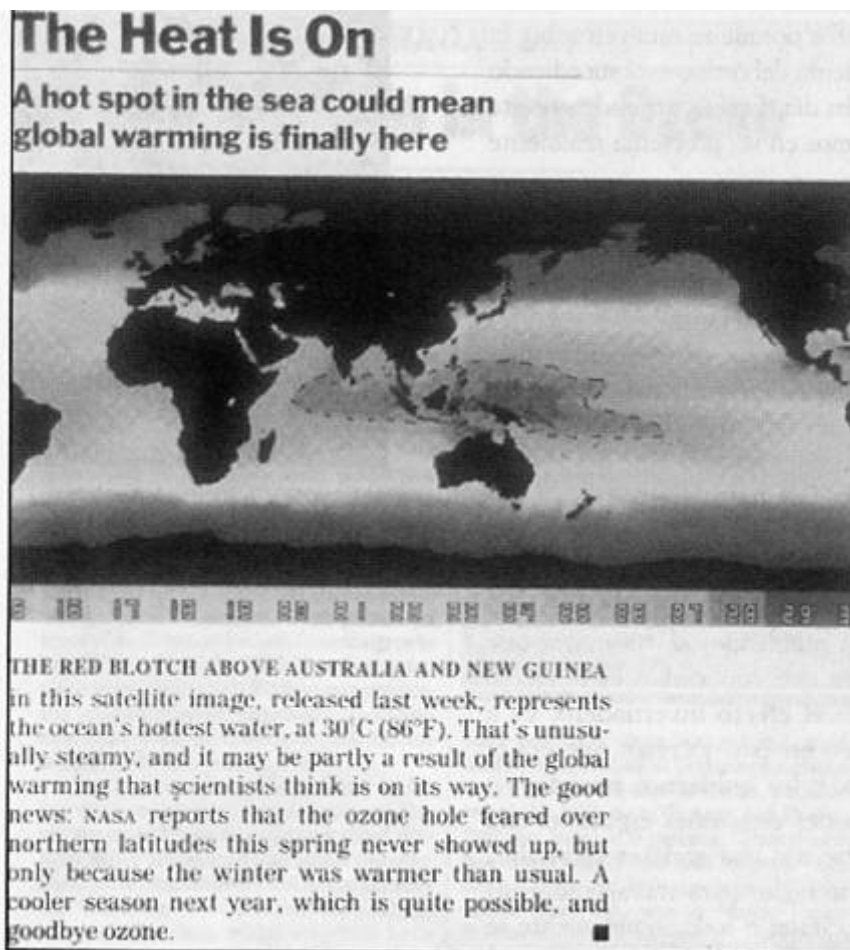 The Heat Is On
A hot spot in the sea could mean
global warming is finally here
THE RED BLOTCH ABOVE AUSTRALIA AND NEW GUINEA
in this satellite image, released last week, represents
the ocean's hottest water, at 30°C (86°F). That's unusu-
ally steamy, and it may be partly a result of the global
warming that scientists think is on its way. The good
news: NASA reports that the ozone hole feared over
northern latitudes this spring never showed up, but
only because the winter was warmer than usual. A
cooler season next year, which is quite possible, and
goodbye ozone.